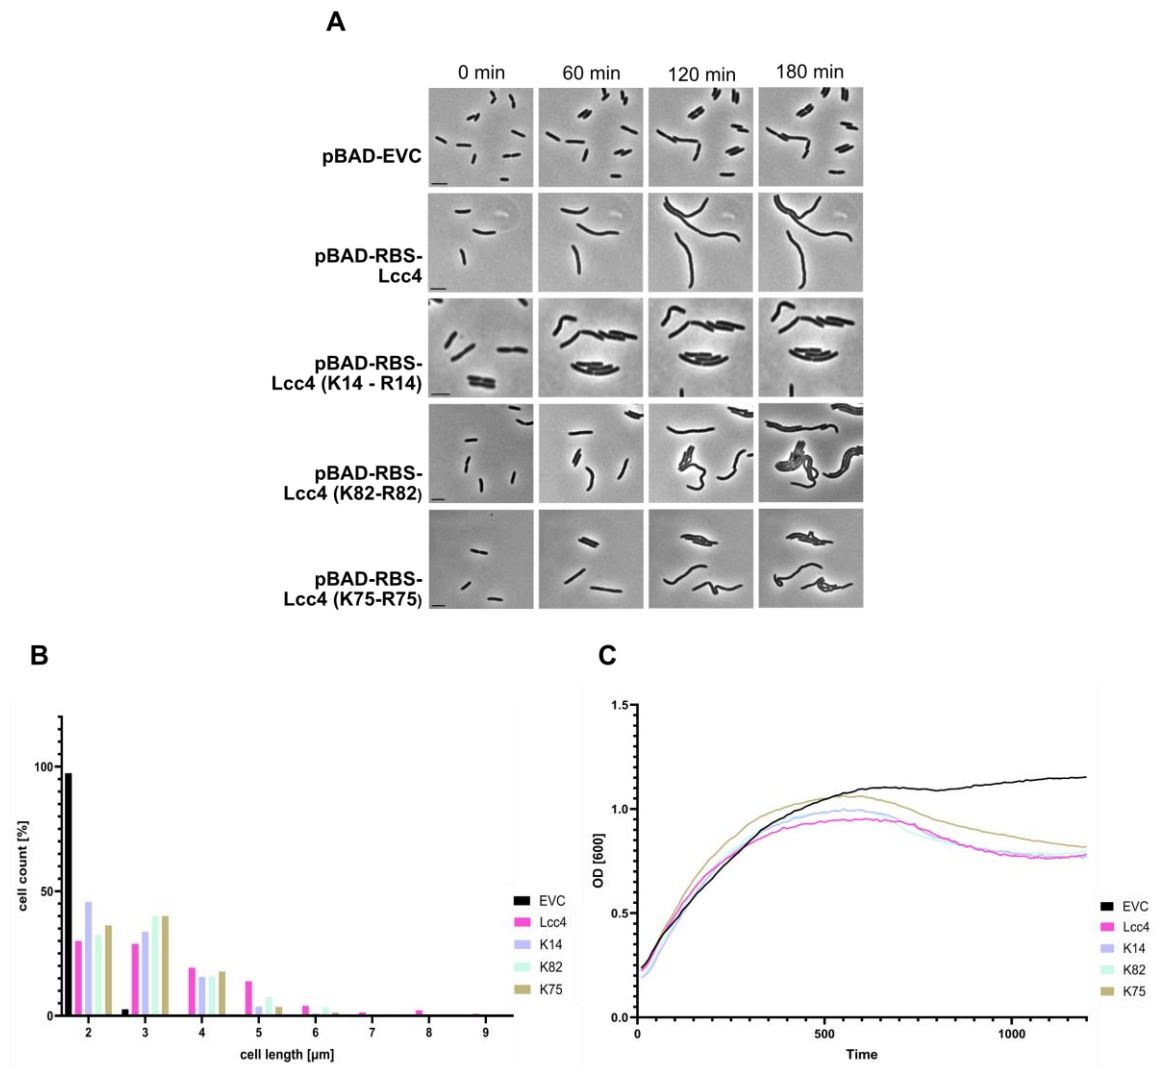 A
0 min 60 min 120 min 180 min
pBAD-EVC
pBAD-RBS-
Lcc4
pBAD-RBS-
Lcc4 (K14 - R14)
pBAD-RBS-
Lcc4 (K82-R82)
pBAD-RBS-
Lcc4 (K75-R75)
B
cell count [%]
100
50
0
2 3 4 5 6 7 8 9
cell length [µm]
EVC
Lcc4
K14
K82
K75
C
OD [600]
1.5
1.0
0.5
0.0
0 500 1000
Time
EVC
Lcc4
K14
K82
K75